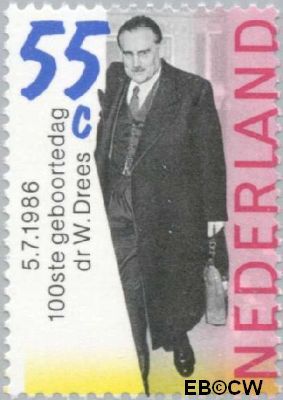 55
c
5.7.1986
100ste geboortedag
dr W. Drees
NEDERLAND
EB©CW